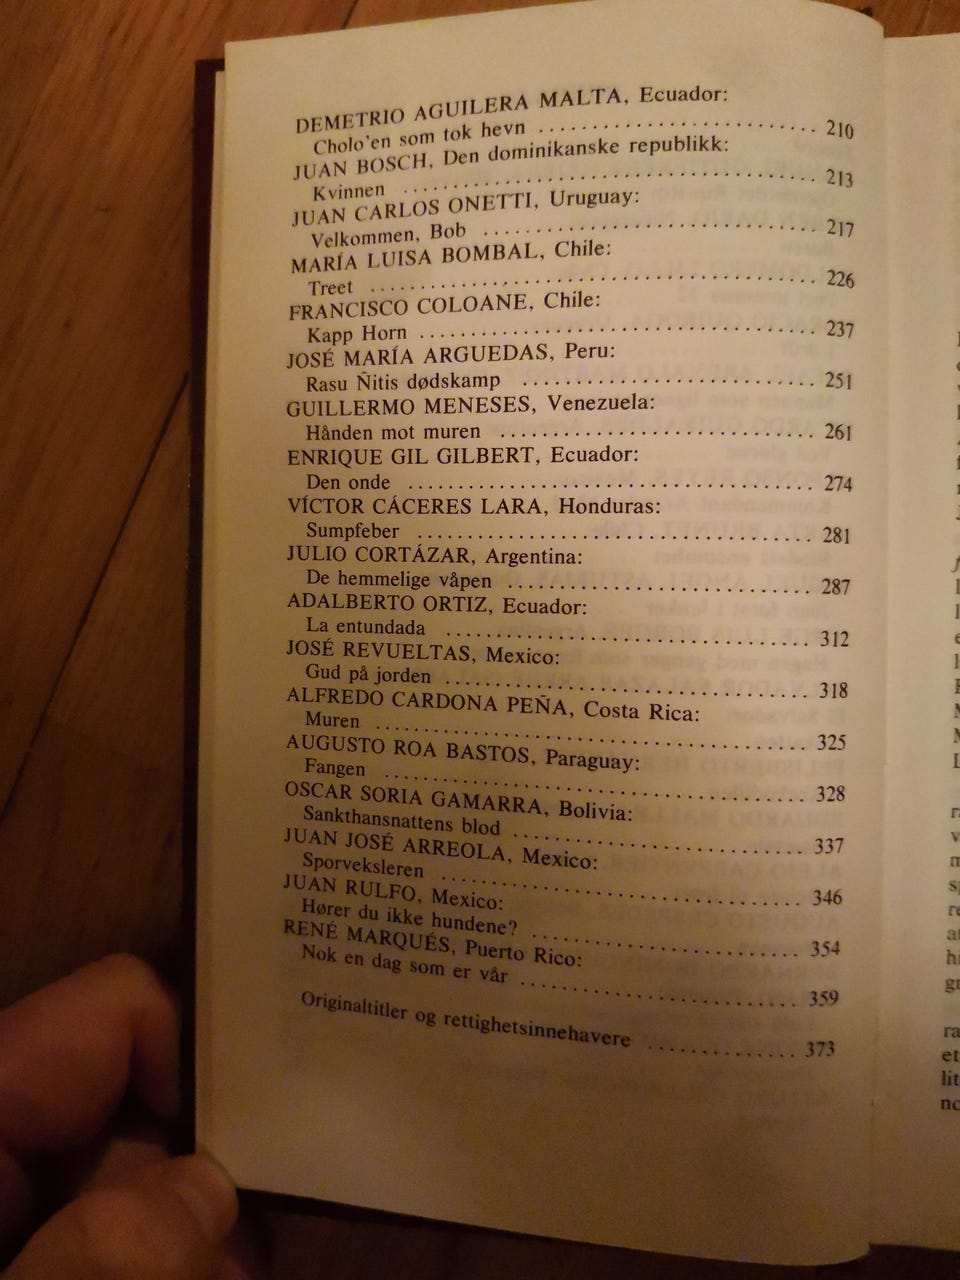 DEMETRIO AGUILERA MALTA, Ecuador:
Cholo'en som tok hevn ........................ 210
JUAN BOSCH, Den dominikanske republikk:
Kvinnen ........................................ 213
JUAN CARLOS ONETTI, Uruguay:
Velkommen, Bob ................................ 217
MARÍA LUISA BOMBAL, Chile:
Treet .......................................... 226
FRANCISCO COLOANE, Chile:
Kapp Horn ..................................... 237
JOSÉ MARÍA ARGUEDAS, Peru:
Rasu Ñitis dødskamp ........................... 251
GUILLERMO MENESES, Venezuela:
Hånden mot muren .............................. 261
ENRIQUE GIL GILBERT, Ecuador:
Den onde ...................................... 274
VÍCTOR CÁCERES LARA, Honduras:
Sumpfeber ..................................... 281
JULIO CORTÁZAR, Argentina:
De hemmelige våpen ............................ 287
ADALBERTO ORTIZ, Ecuador:
La entundada .................................. 312
JOSÉ REVUELTAS, Mexico:
Gud på jorden ................................. 318
ALFREDO CARDONA PEÑA, Costa Rica:
Muren ......................................... 325
AUGUSTO ROA BASTOS, Paraguay:
Fangen ........................................ 328
OSCAR SORIA GAMARRA, Bolivia:
Sankthansnattens blod ......................... 337
JUAN JOSÉ ARREOLA, Mexico:
Sporveksleren ................................. 346
JUAN RULFO, Mexico:
Hører du ikke hundene? ........................ 354
RENÉ MARQUÉS, Puerto Rico:
Nok en dag som er vår ......................... 359
Originaltitler og rettighetsinnehavere .............. 373